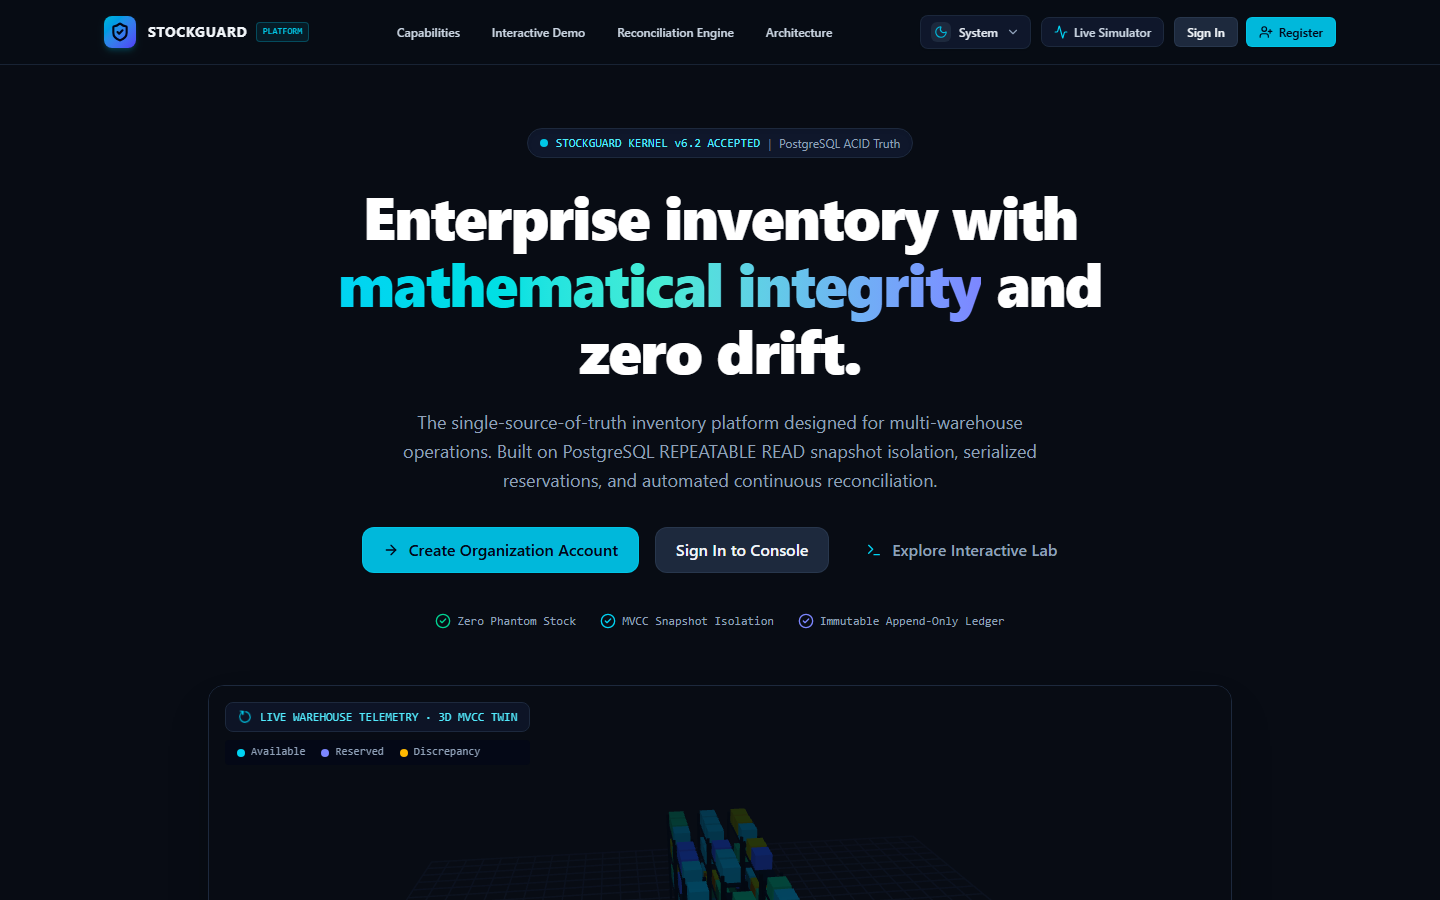 STOCKGUARD PLATFORM Capabilities Interactive Demo Reconciliation Engine Architecture System Live Simulator Sign In Register
STOCKGUARD KERNEL v6.2 ACCEPTED | PostgreSQL ACID Truth
Enterprise inventory with
mathematical integrity and
zero drift.
The single-source-of-truth inventory platform designed for multi-warehouse
operations. Built on PostgreSQL REPEATABLE READ snapshot isolation, serialized
reservations, and automated continuous reconciliation.
Create Organization Account Sign In to Console Explore Interactive Lab
Zero Phantom Stock MVCC Snapshot Isolation Immutable Append-Only Ledger
LIVE WAREHOUSE TELEMETRY · 3D MVCC TWIN
Available Reserved Discrepancy